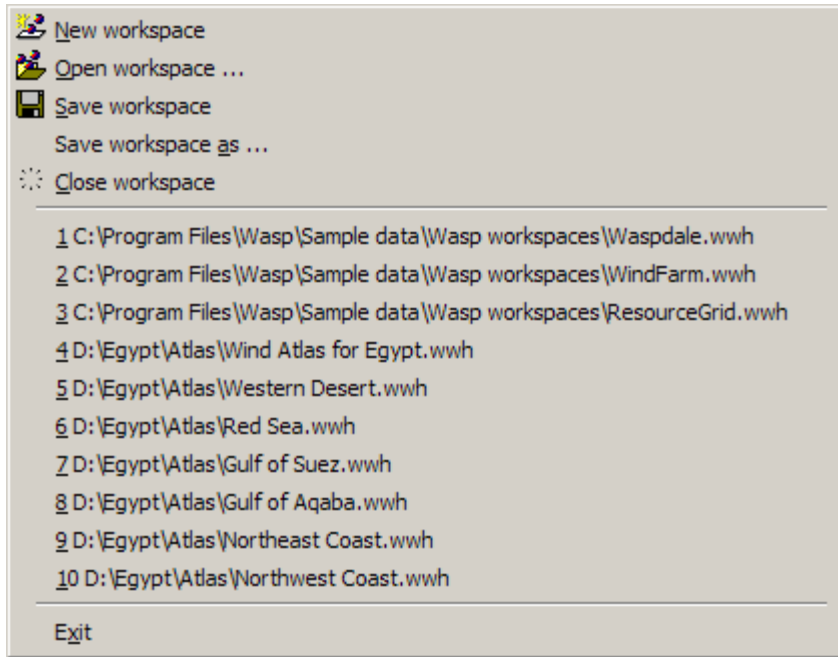 New workspace
Open workspace ...
Save workspace
Save workspace as ...
Close workspace
1 C:\Program Files\Wasp\Sample data\Wasp workspaces\Waspdale.wwh
2 C:\Program Files\Wasp\Sample data\Wasp workspaces\WindFarm.wwh
3 C:\Program Files\Wasp\Sample data\Wasp workspaces\ResourceGrid.wwh
4 D:\Egypt\Atlas\Wind Atlas for Egypt.wwh
5 D:\Egypt\Atlas\Western Desert.wwh
6 D:\Egypt\Atlas\Red Sea.wwh
7 D:\Egypt\Atlas\Gulf of Suez.wwh
8 D:\Egypt\Atlas\Gulf of Aqaba.wwh
9 D:\Egypt\Atlas\Northeast Coast.wwh
10 D:\Egypt\Atlas\Northwest Coast.wwh
Exit